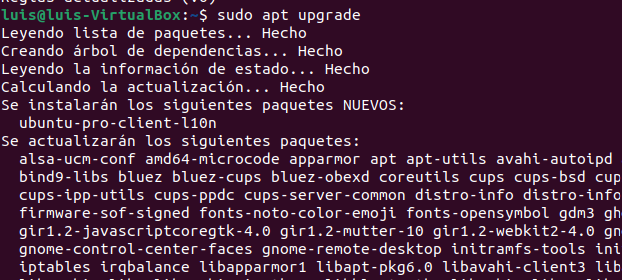 luis@luis-VirtualBox:~$ sudo apt upgrade
Leyendo lista de paquetes... Hecho
Creando árbol de dependencias... Hecho
Leyendo la información de estado... Hecho
Calculando la actualización... Hecho
Se instalarán los siguientes paquetes NUEVOS:
ubuntu-pro-client-l10n
Se actualizarán los siguientes paquetes:
alsa-ucm-conf amd64-microcode apparmor apt apt-utils avahi-autoipd
bind9-libs bluez bluez-cups bluez-obexd coreutils cups cups-bsd cup
cups-ipp-utils cups-ppdc cups-server-common distro-info distro-info
firmware-sof-signed fonts-noto-color-emoji fonts-opensymbol gdm3 gh
gir1.2-javascriptcoregtk-4.0 gir1.2-mutter-10 gir1.2-webkit2-4.0 gn
gnome-control-center-faces gnome-remote-desktop initramfs-tools ini
iptables irqbalance libapparmor1 libapt-pkg6.0 libavahi-client3 lib